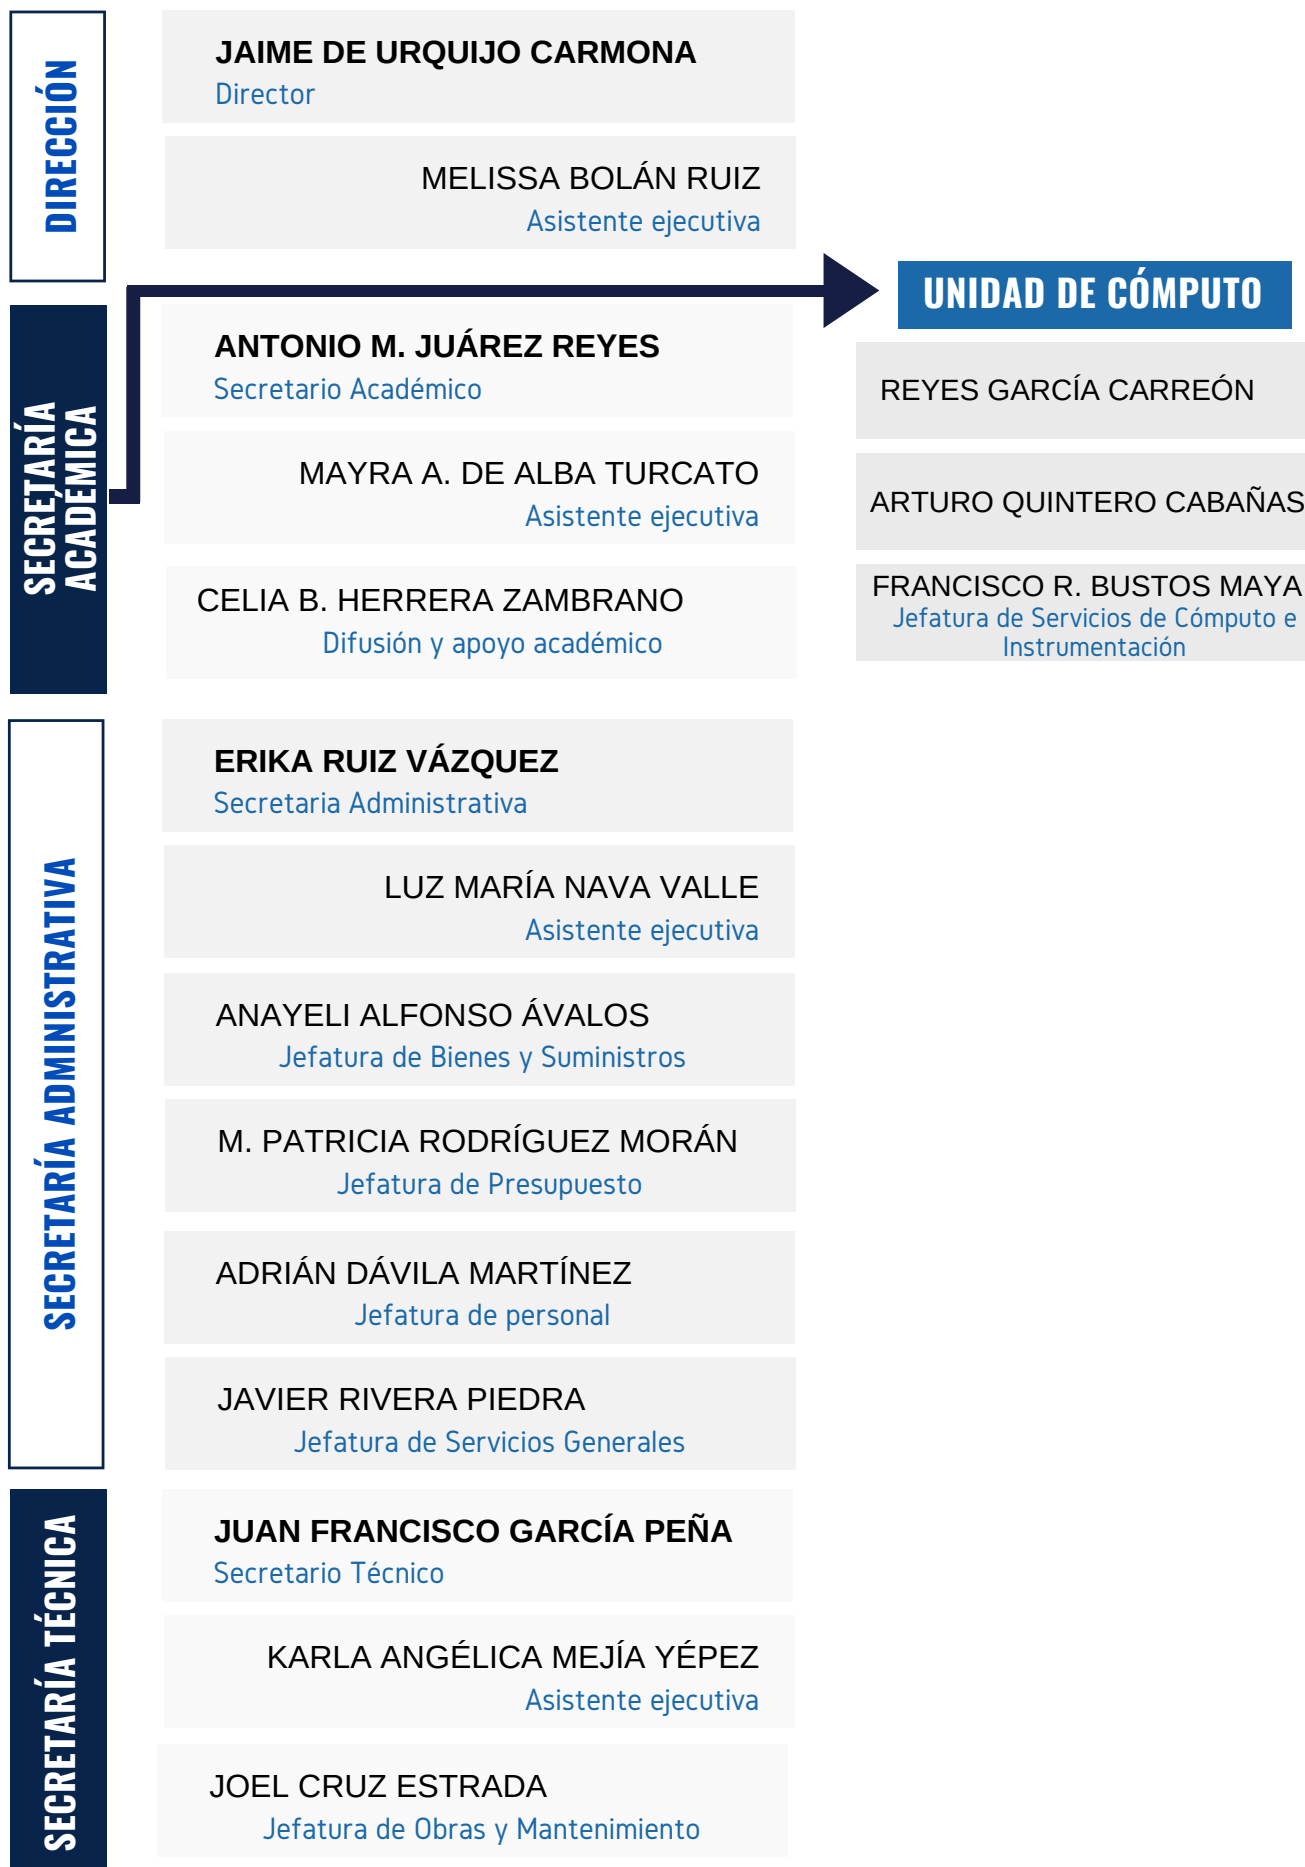 DIRECCIÓN
JAIME DE URQUIJO CARMONA
Director
MELISSA BOLÁN RUIZ
Asistente ejecutiva
SECRETARÍA
ACADÉMICA
ANTONIO M. JUÁREZ REYES
Secretario Académico
MAYRA A. DE ALBA TURCATO
Asistente ejecutiva
CELIA B. HERRERA ZAMBRANO
Difusión y apoyo académico
UNIDAD DE CÓMPUTO
REYES GARCÍA CARREÓN
ARTURO QUINTERO CABAÑAS
FRANCISCO R. BUSTOS MAYA
Jefatura de Servicios de Cómputo e
Instrumentación
SECRETARÍA ADMINISTRATIVA
ERIKA RUIZ VÁZQUEZ
Secretaria Administrativa
LUZ MARÍA NAVA VALLE
Asistente ejecutiva
ANAYELI ALFONSO ÁVALOS
Jefatura de Bienes y Suministros
M. PATRICIA RODRÍGUEZ MORÁN
Jefatura de Presupuesto
ADRIÁN DÁVILA MARTÍNEZ
Jefatura de personal
JAVIER RIVERA PIEDRA
Jefatura de Servicios Generales
SECRETARÍA TÉCNICA
JUAN FRANCISCO GARCÍA PEÑA
Secretario Técnico
KARLA ANGÉLICA MEJÍA YÉPEZ
Asistente ejecutiva
JOEL CRUZ ESTRADA
Jefatura de Obras y Mantenimiento